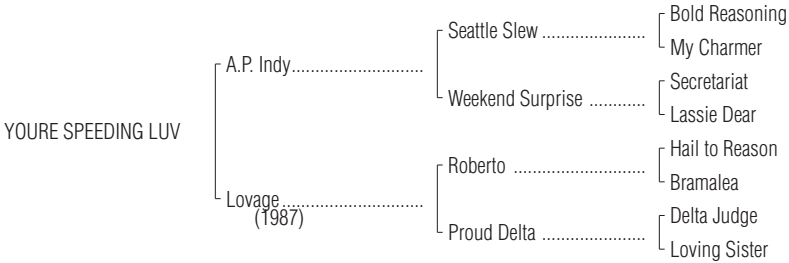 Bold Reasoning
Seattle Slew ......................
My Charmer
A.P. Indy...........................
Secretariat
Weekend Surprise ............
Lassie Dear
YOURE SPEEDING LUV
Hail to Reason
Roberto ............................
Bramalea
Lovage.............................
(1987)
Delta Judge
Proud Delta ......................
Loving Sister